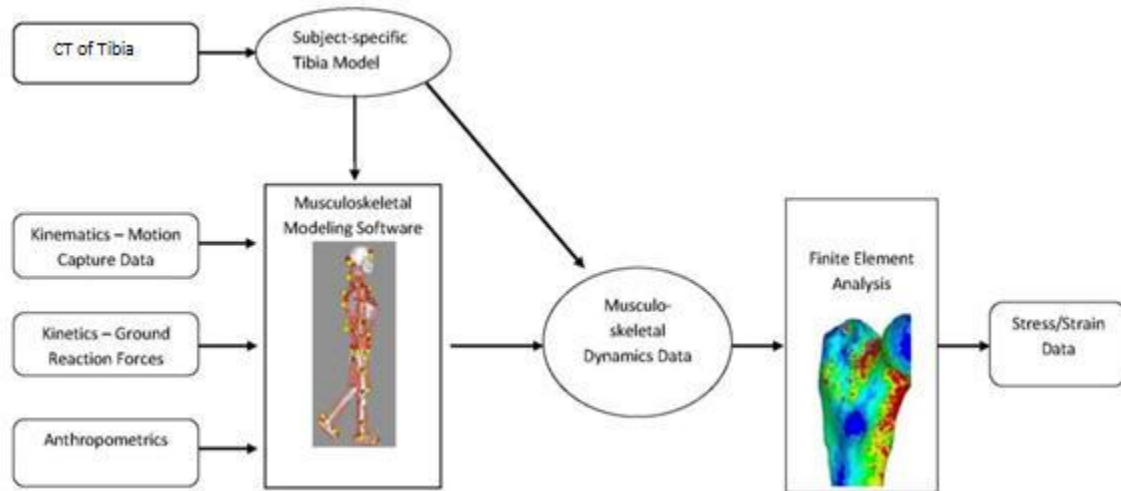 CT of Tibia
Subject-specific
Tibia Model
Musculoskeletal
Modeling Software
Kinematics – Motion
Capture Data
Kinetics – Ground
Reaction Forces
Anthropometrics
Musculo-
skeletal
Dynamics Data
Finite Element
Analysis
Stress/Strain
Data